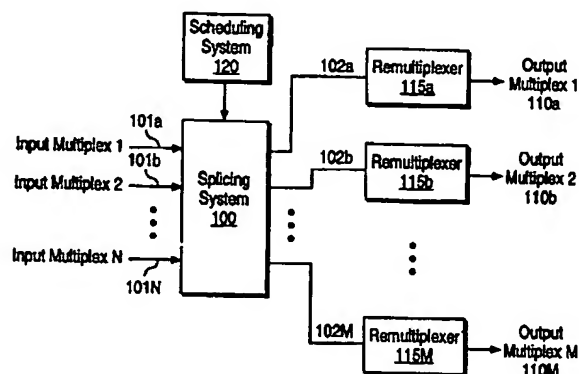 Scheduling
System
120
102a
Remultiplexer
115a
Output
Multiplex 1
110a
Input Multiplex 1
101a
101b
Input Multiplex 2
Splicing
System
100
102b
Remultiplexer
115b
Output
Multiplex 2
110b
Input Multiplex N
101N
102M
Remultiplexer
115M
Output
Multiplex M
110M